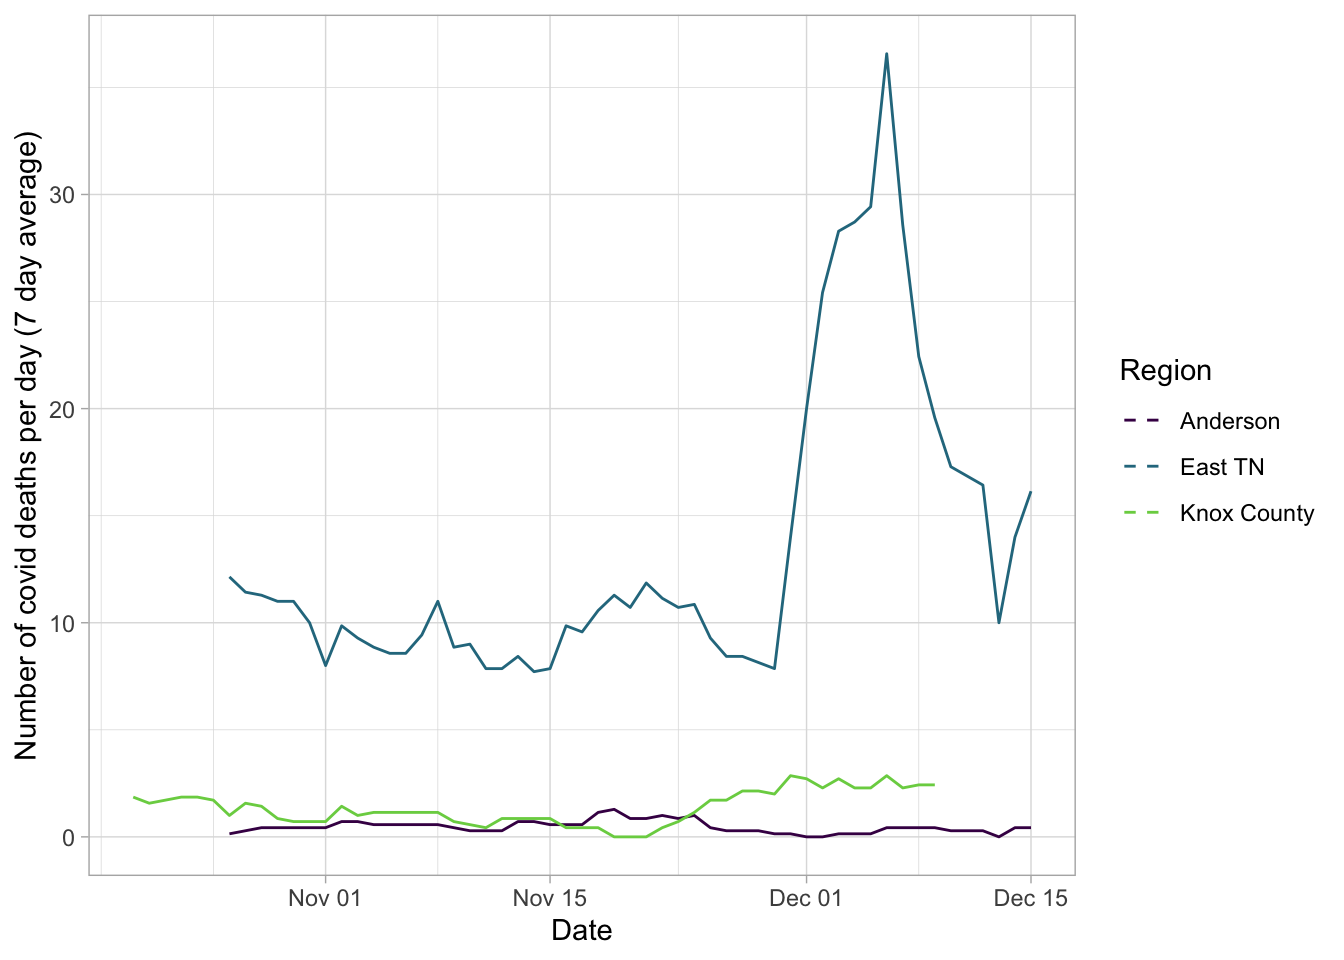 Number of covid deaths per day (7 day average)
30
20
10
0
Nov 01
Nov 15
Dec 01
Dec 15
Date
Region
Anderson
East TN
Knox County